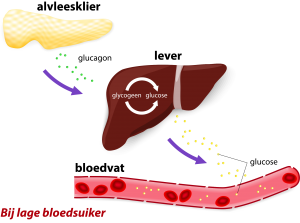 alvleesklier
glucagon
lever
glycogeen glucose
bloedvat
glucose
Bij lage bloedsuiker